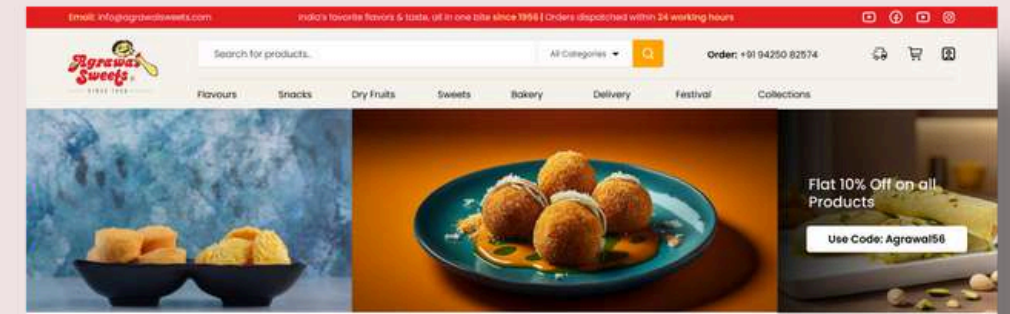 Email: info@agrawalsweets.com India's favorite flavors & taste, all in one bite since 1956 | Orders dispatched within 24 working hours
Agrawal
Sweets
SINCE 1956
Search for products..
All Categories
Order: +91 94250 82574
Flavours Snacks Dry Fruits Sweets Bakery Delivery Festival Collections
Flat 10% Off on all
Products
Use Code: Agrawal56